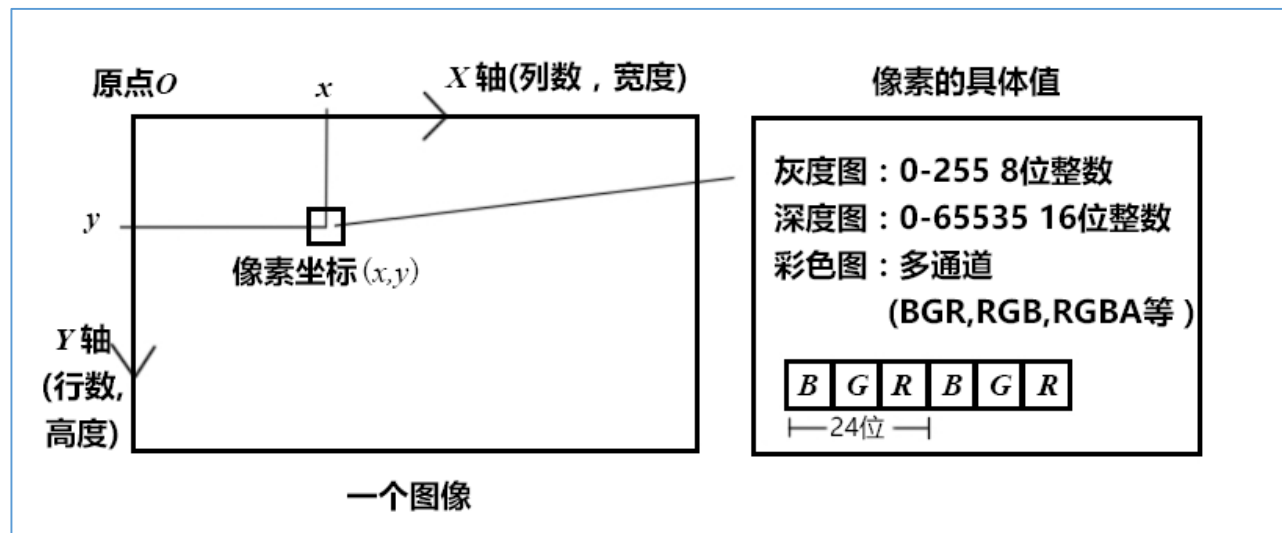 原点O
x
X 轴(列数，宽度)
y
像素坐标(x,y)
Y 轴
(行数,
高度)
一个图像
像素的具体值
灰度图：0-255 8位整数
深度图：0-65535 16位整数
彩色图：多通道
(BGR,RGB,RGBA等 )
B G R B G R
24位